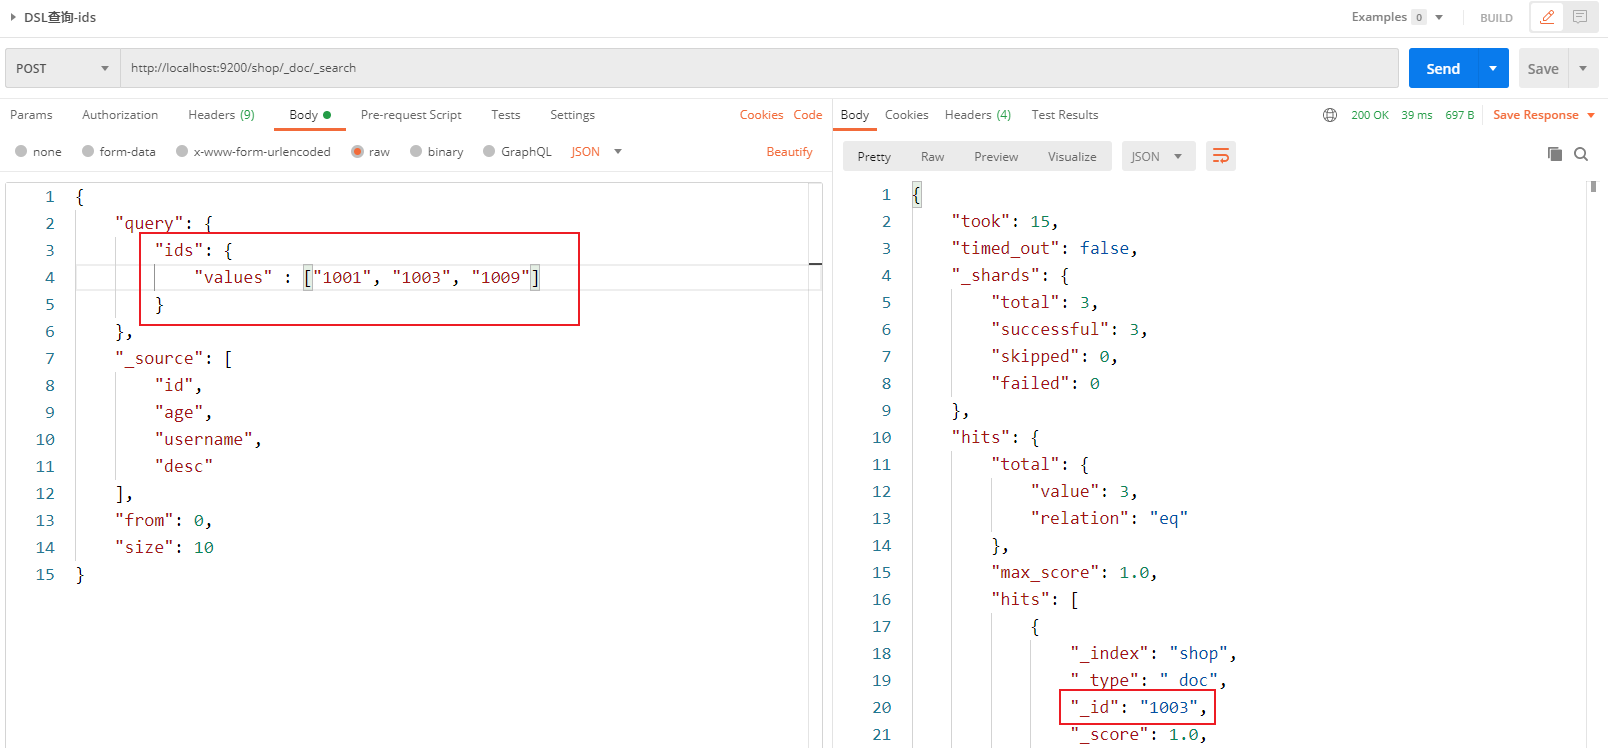 DSL查询-ids
Examples 0
BUILD
POST
http://localhost:9200/shop/_doc/_search
Send
Save
Params Authorization Headers (9) Body Pre-request Script Tests Settings Cookies Code
none form-data x-www-form-urlencoded raw binary GraphQL JSON Beautify
1 {
2 "query": {
3 "ids": {
4 "values" : ["1001", "1003", "1009"]
5 }
6 },
7 "_source": [
8 "id",
9 "age",
10 "username",
11 "desc"
12 ],
13 "from": 0,
14 "size": 10
15 }
Body Cookies Headers (4) Test Results 200 OK 39 ms 697 B Save Response
Pretty Raw Preview Visualize JSON
1 {
2 "took": 15,
3 "timed_out": false,
4 "_shards": {
5 "total": 3,
6 "successful": 3,
7 "skipped": 0,
8 "failed": 0
9 },
10 "hits": {
11 "total": {
12 "value": 3,
13 "relation": "eq"
14 },
15 "max_score": 1.0,
16 "hits": [
17 {
18 "_index": "shop",
19 "_type": "_doc",
20 "_id": "1003",
21 "_score": 1.0,